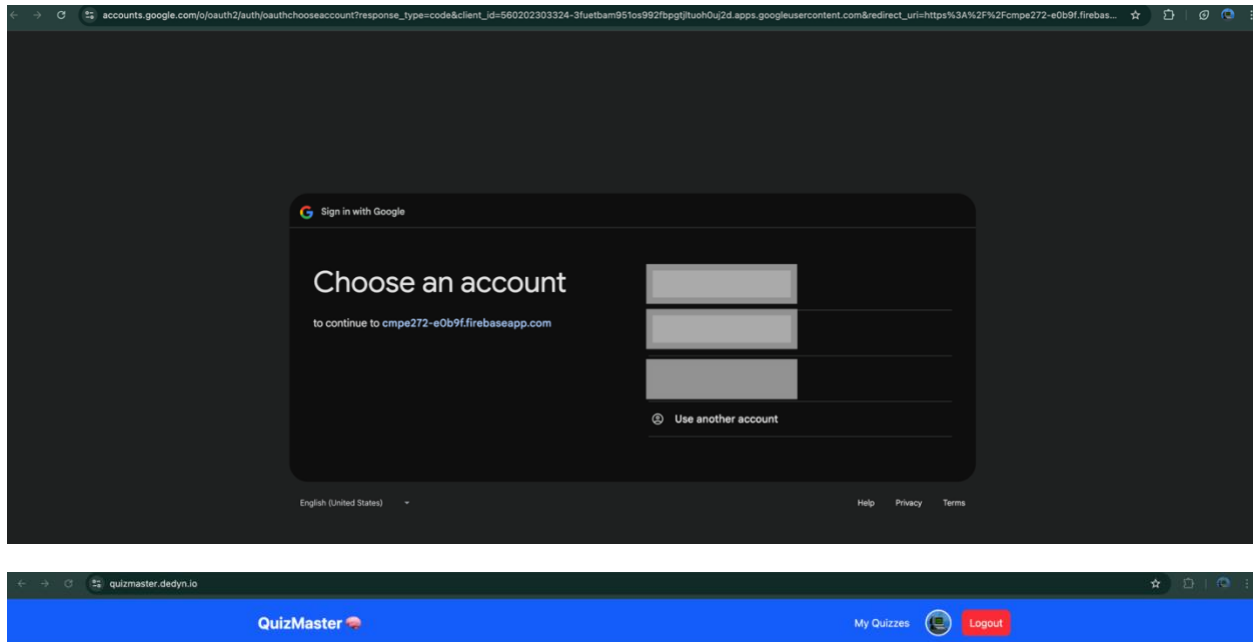 accounts.google.com/o/oauth2/auth/oauthchooseaccount?response_type=code&client_id=560202303324-3fuetbam951os992fbpgtjltuoh0uj2d.apps.googleusercontent.com&redirect_uri=https%3A%2F%2Fcmpe272-e0b9f.firebas...
Sign in with Google
Choose an account
to continue to cmpe272-e0b9f.firebaseapp.com
Use another account
English (United States) Help Privacy Terms
quizmaster.dedyn.io
QuizMaster My Quizzes Logout